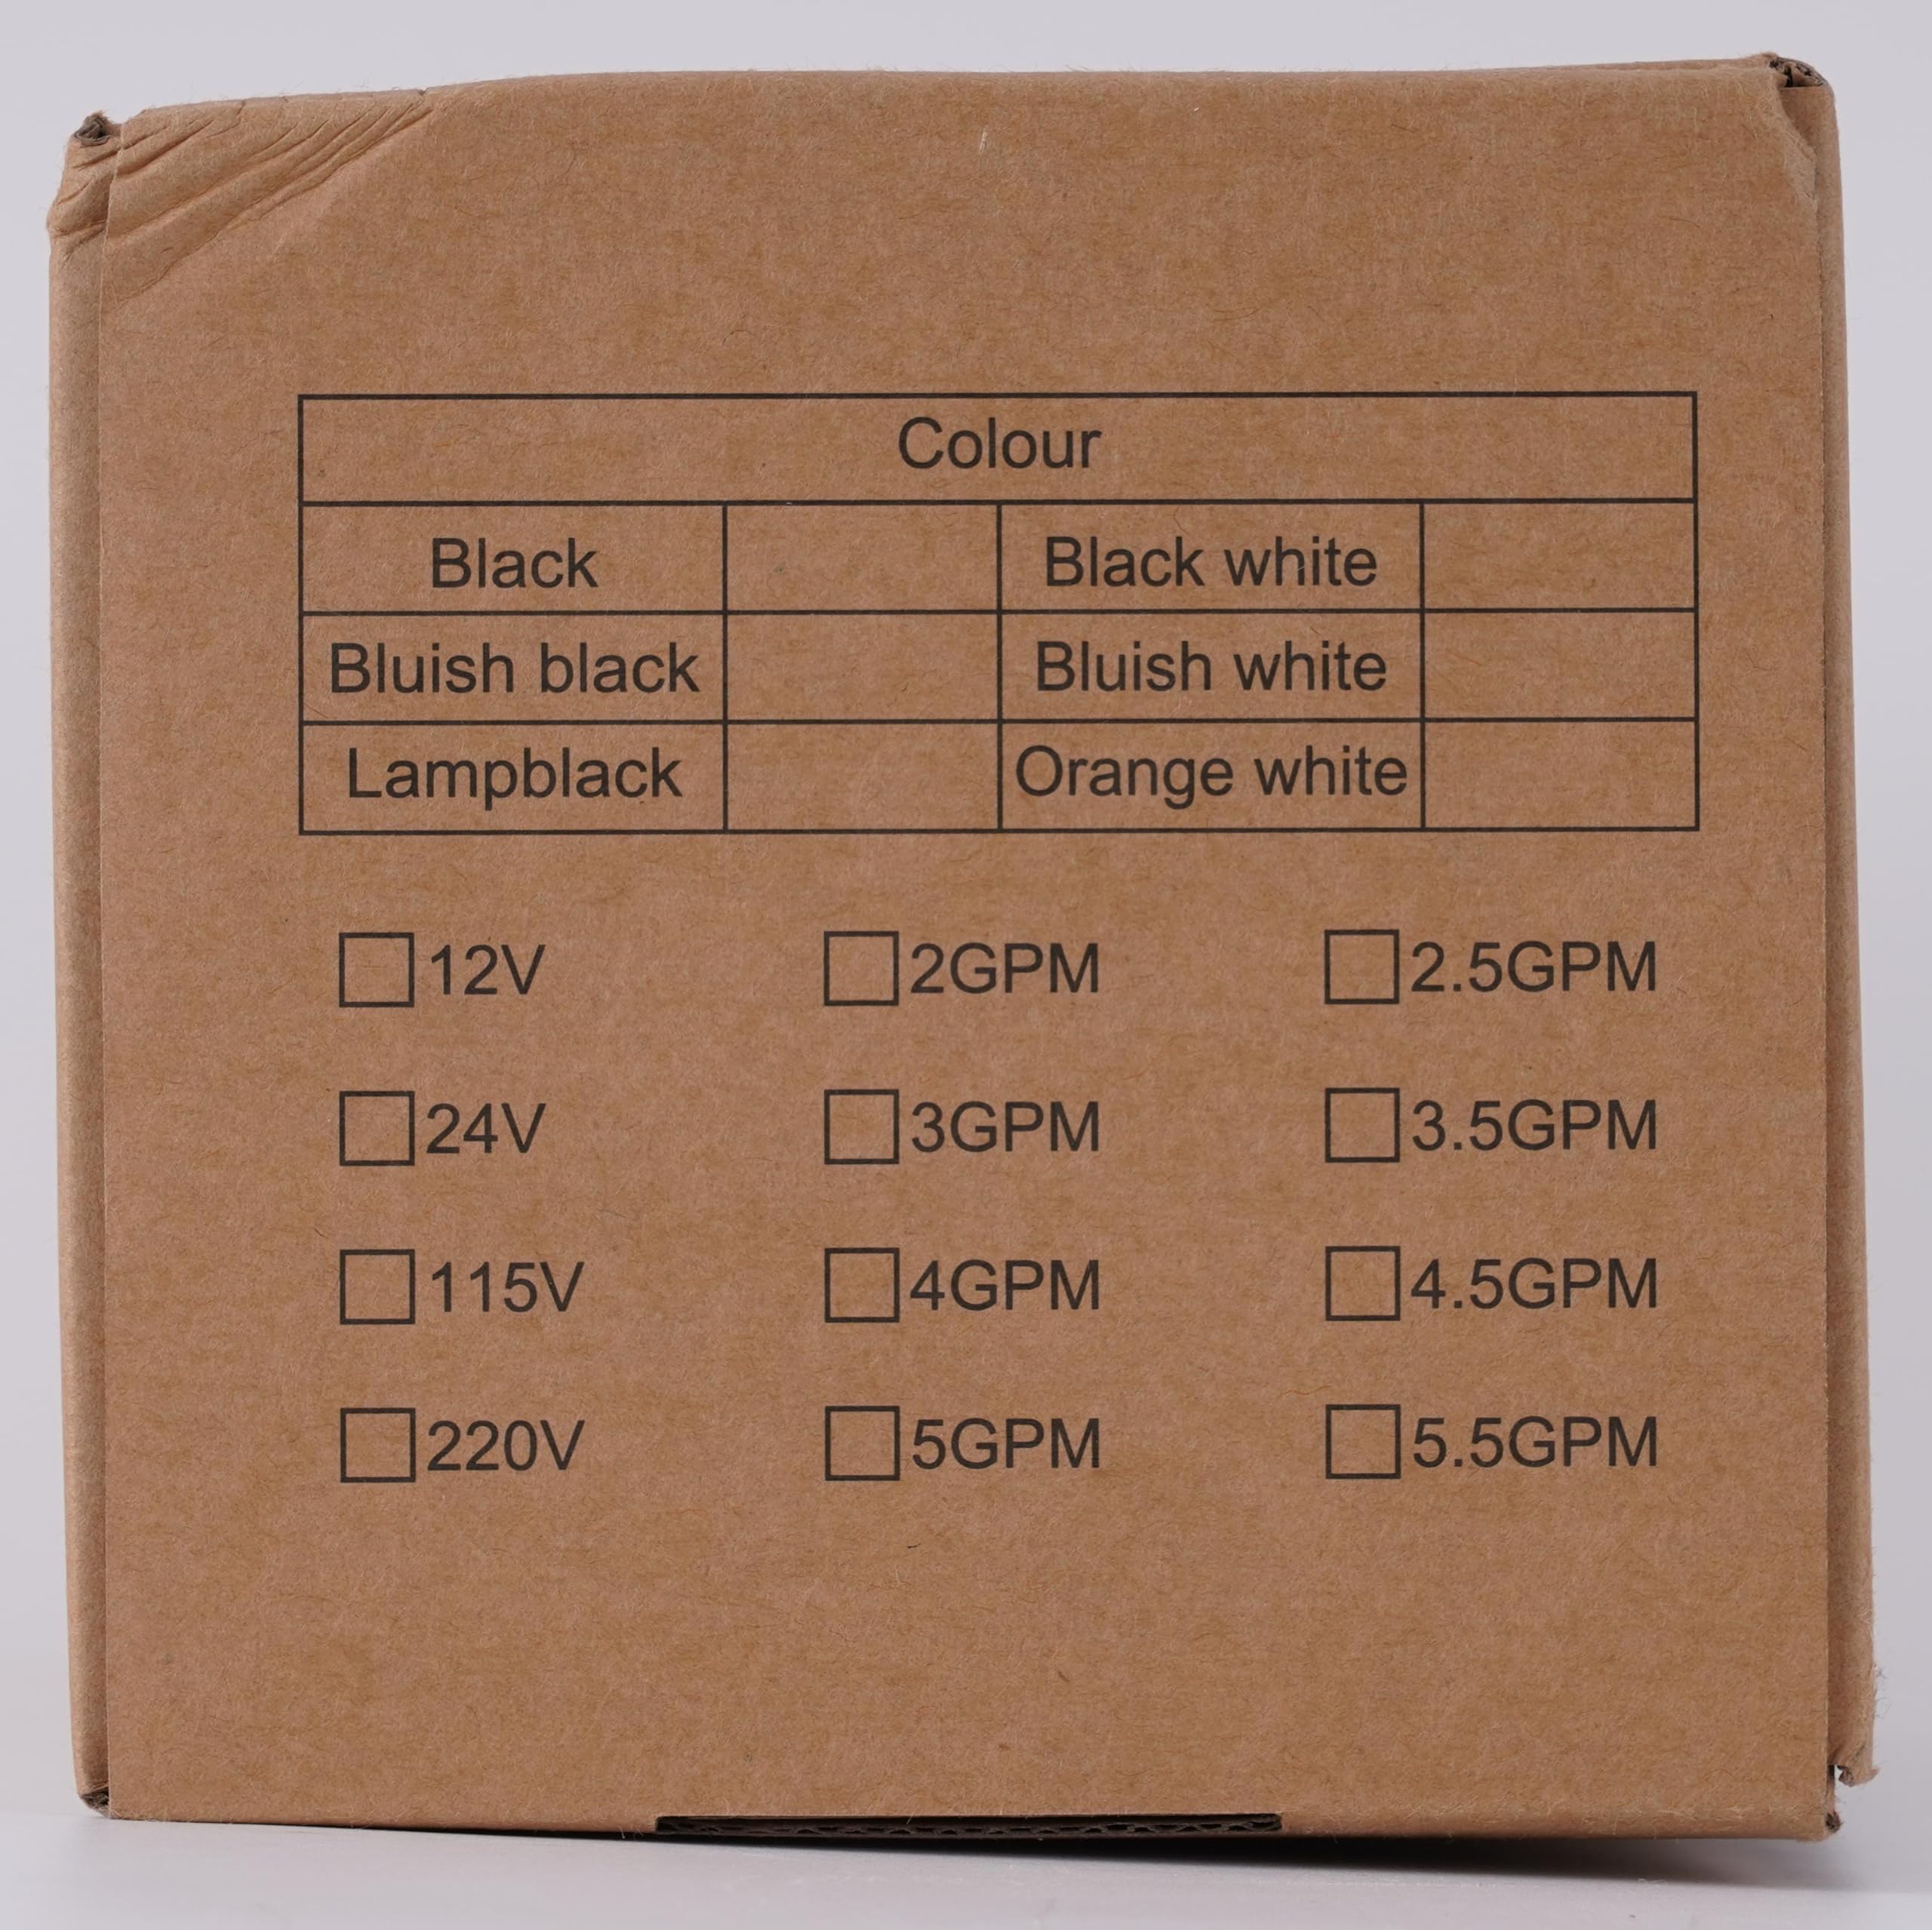 Colour
Black Black white
Bluish black Bluish white
Lampblack Orange white
12V 2GPM 2.5GPM
24V 3GPM 3.5GPM
115V 4GPM 4.5GPM
220V 5GPM 5.5GPM